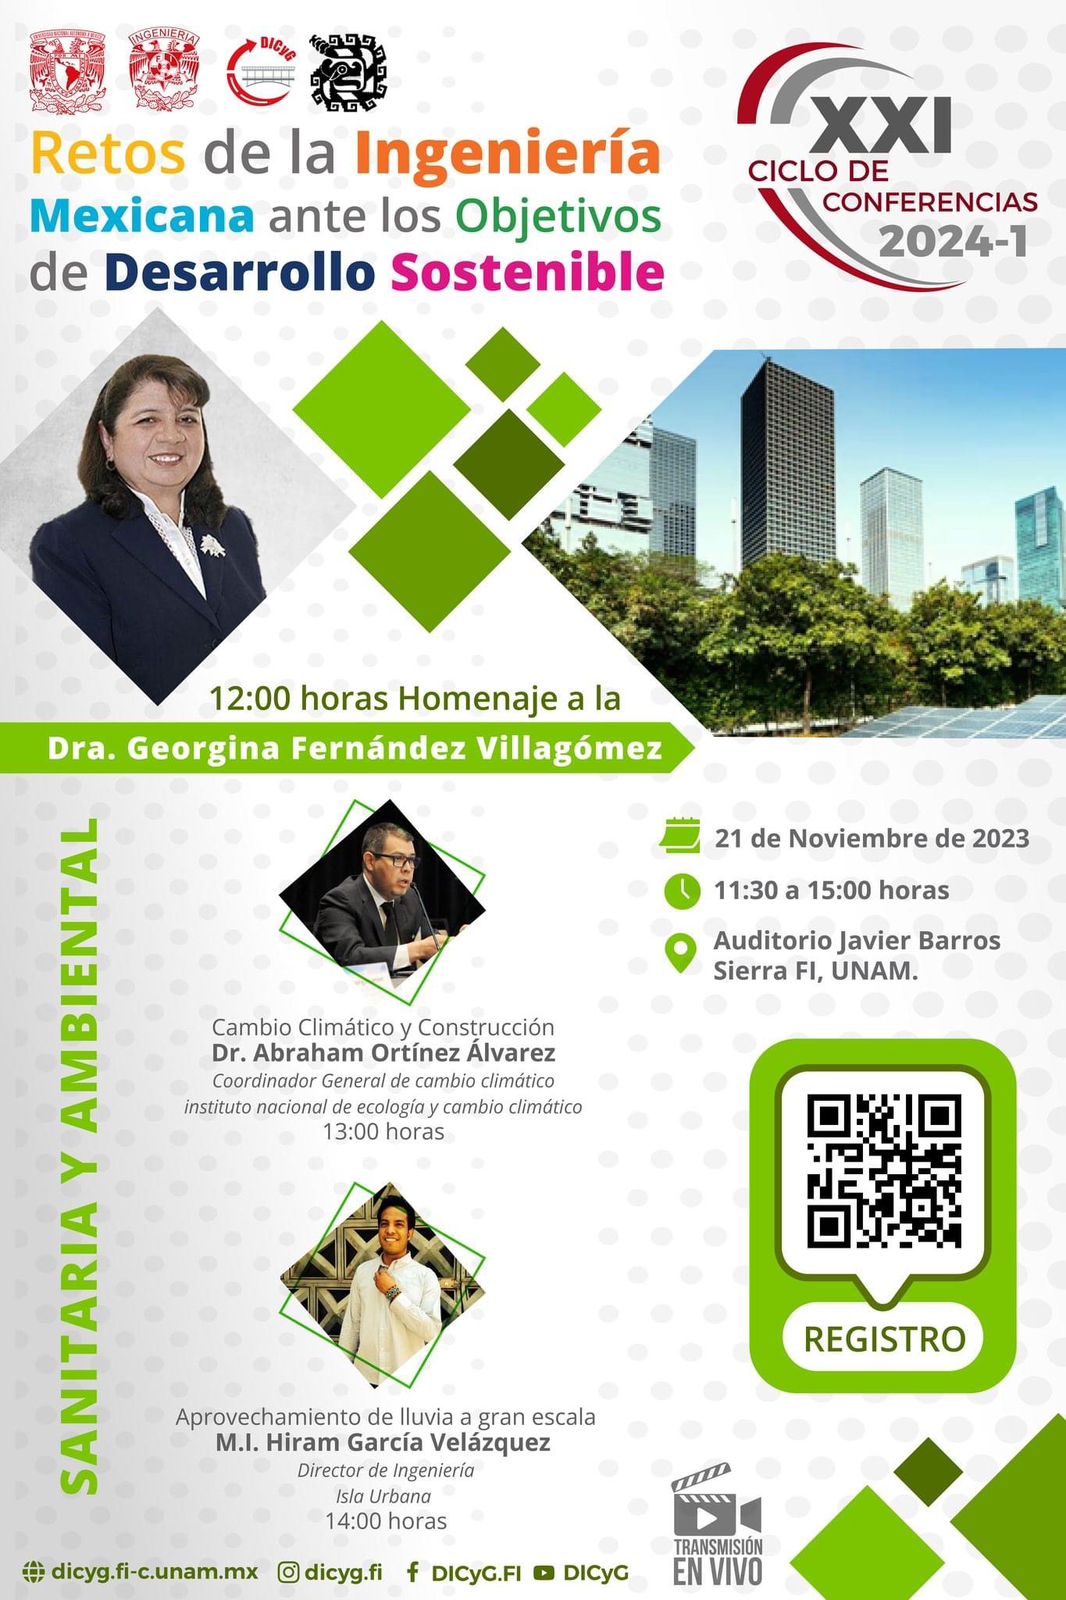 INGENIERIA
DICyG
Retos de la Ingeniería
Mexicana ante los Objetivos
de Desarrollo Sostenible
XXI
CICLO DE
CONFERENCIAS
2024-1
12:00 horas Homenaje a la
Dra. Georgina Fernández Villagómez
SANITARIA Y AMBIENTAL
21 de Noviembre de 2023
11:30 a 15:00 horas
Auditorio Javier Barros
Sierra FI, UNAM.
Cambio Climático y Construcción
Dr. Abraham Ortínez Álvarez
Coordinador General de cambio climático
instituto nacional de ecología y cambio climático
13:00 horas
Aprovechamiento de lluvia a gran escala
M.I. Hiram García Velázquez
Director de Ingeniería
Isla Urbana
14:00 horas
REGISTRO
TRANSMISIÓN
EN VIVO
dicyg.fi-c.unam.mx dicyg.fi DICyG.FI DICyG